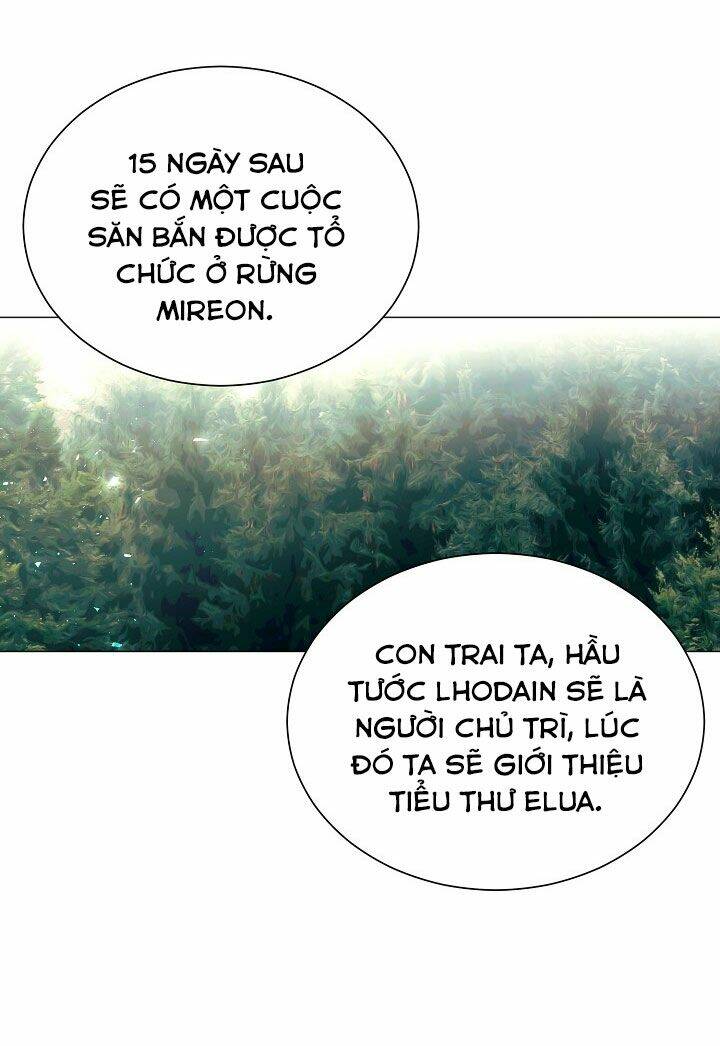 15 NGÀY SAU
SẼ CÓ MỘT CUỘC
SĂN BẮN ĐƯỢC TỔ
CHỨC Ở RỪNG
MIREON.
CON TRAI TA, HẦU
TƯỚC LHODAIN SẼ LÀ
NGƯỜI CHỦ TRÌ, LÚC
ĐÓ TA SẼ GIỚI THIỆU
TIỂU THƯ ELUA.